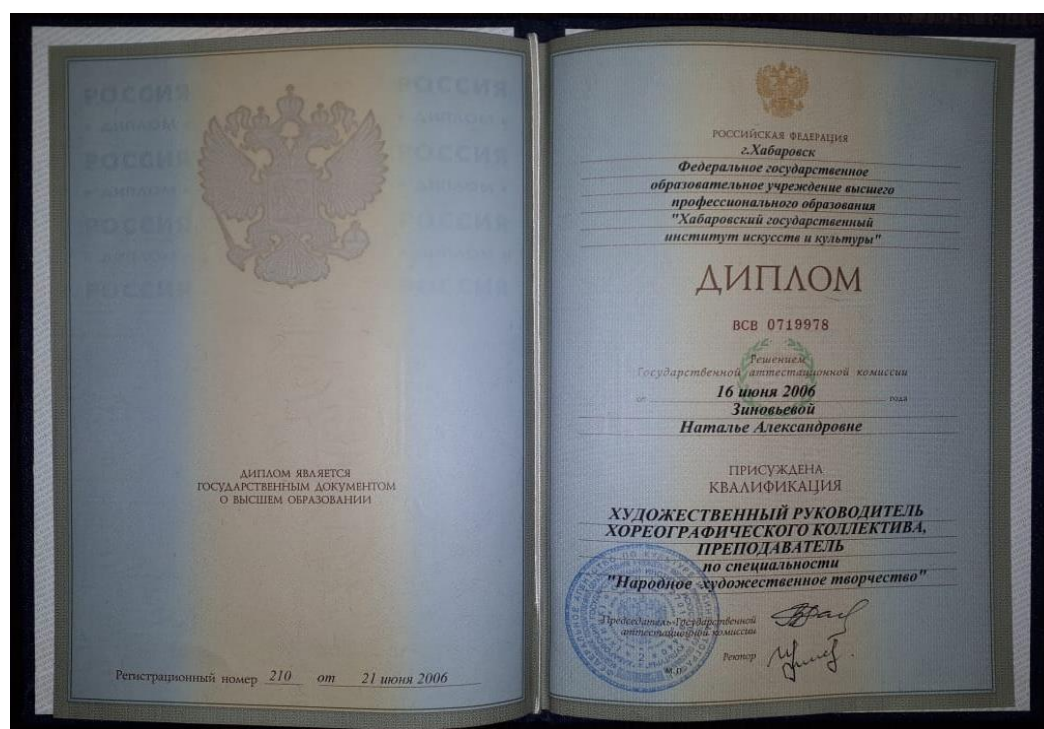 РОССИЯ
РОССИЯ
ДИПЛОМ ЯВЛЯЕТСЯ
ГОСУДАРСТВЕННЫМ ДОКУМЕНТОМ
О ВЫСШЕМ ОБРАЗОВАНИИ
Регистрационный номер 210 от 21 июня 2006
РОССИЙСКАЯ ФЕДЕРАЦИЯ
г.Хабаровск
Федеральное государственное
образовательное учреждение высшего
профессионального образования
"Хабаровский государственный
институт искусств и культуры"
ДИПЛОМ
ВСВ 0719978
Решением
Государственной аттестационной комиссии
от 16 июня 2006 года
Зиновьевой
Наталье Александровне
ПРИСУЖДЕНА
КВАЛИФИКАЦИЯ
ХУДОЖЕСТВЕННЫЙ РУКОВОДИТЕЛЬ
ХОРЕОГРАФИЧЕСКОГО КОЛЛЕКТИВА,
ПРЕПОДАВАТЕЛЬ
по специальности
"Народное художественное творчество"
Председатель Государственной
аттестационной комиссии
Ректор
М.П.